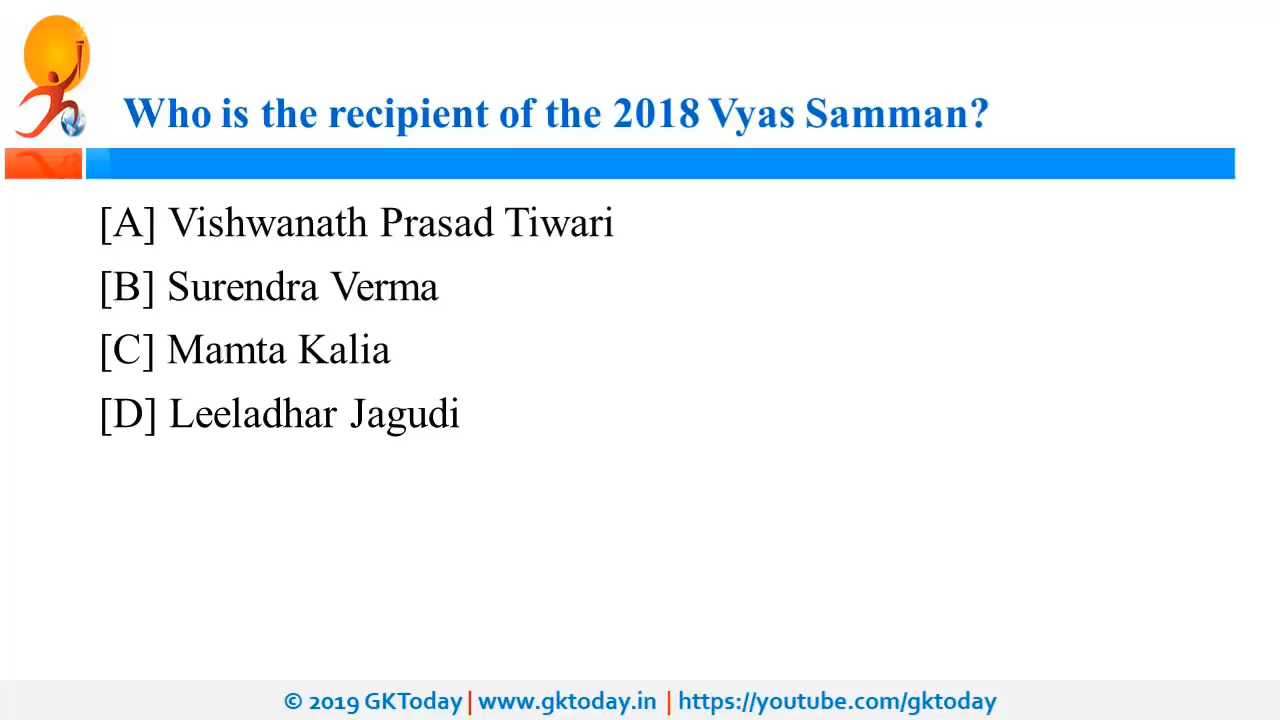 Who is the recipient of the 2018 Vyas Samman?
[A] Vishwanath Prasad Tiwari
[B] Surendra Verma
[C] Mamta Kalia
[D] Leeladhar Jagudi
© 2019 GKToday | www.gktoday.in | https://youtube.com/gktoday